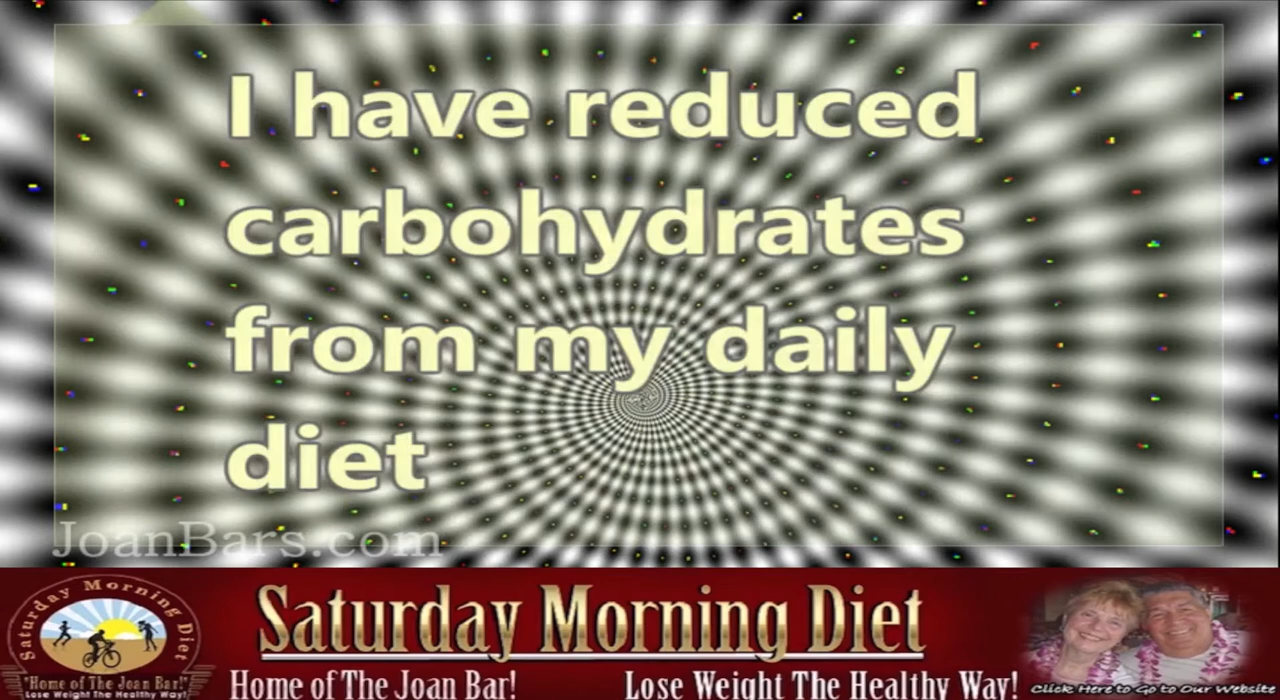 I have reduced
carbohydrates
from my daily
diet
JoanBars.com
Saturday Morning Diet
"Home of The Joan Bar!"
Lose Weight The Healthy Way!
Saturday Morning Diet
Home of The Joan Bar! Lose Weight The Healthy Way!
Click Here to Go to Our Website